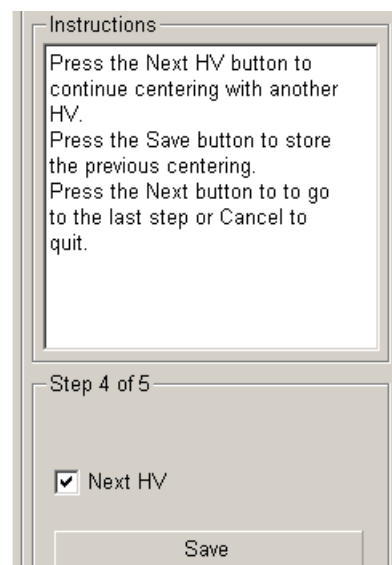 Instructions
Press the Next HV button to
continue centering with another
HV.
Press the Save button to store
the previous centering.
Press the Next button to to go
to the last step or Cancel to
quit.
Step 4 of 5
Next HV
Save